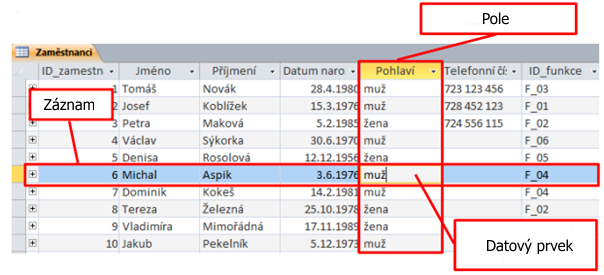 Pole
Zaměstnanci
ID_zamestn Jméno Příjmení Datum naro Pohlaví Telefonní čí: ID_funkce
1 Tomáš Novák 28.4.1980 muž 723 123 456 F_03
Záznam
2 Josef Koblížek 15.3.1976 muž 728 452 123 F_01
3 Petra Maková 5.2.1985 žena 724 556 115 F_02
4 Václav Sýkorka 30.6.1970 muž F_06
5 Denisa Rosolová 12.12.1956 žena F_05
6 Michal Aspik 3.6.1976 muž F_04
7 Dominik Kokeš 14.2.1981 muž F_04
8 Tereza Železná 25.10.1978 žena F_02
9 Vladimíra Mimořádná 17.11.1989 žena
10 Jakub Pekelník 5.12.1973 muž
Datový prvek